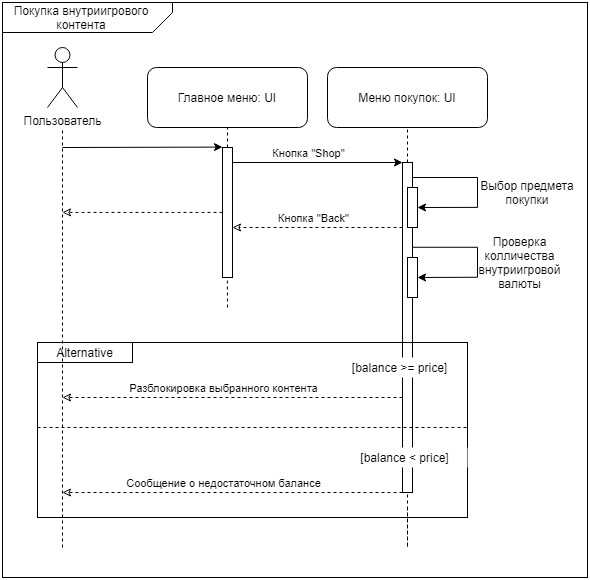 Покупка внутриигрового
контента
Пользователь
Главное меню: UI
Меню покупок: UI
Кнопка "Shop"
Выбор предмета
покупки
Кнопка "Back"
Проверка
колличества
внутриигровой
валюты
Alternative
[balance >= price]
Разблокировка выбранного контента
[balance < price]
Сообщение о недостаточном балансе